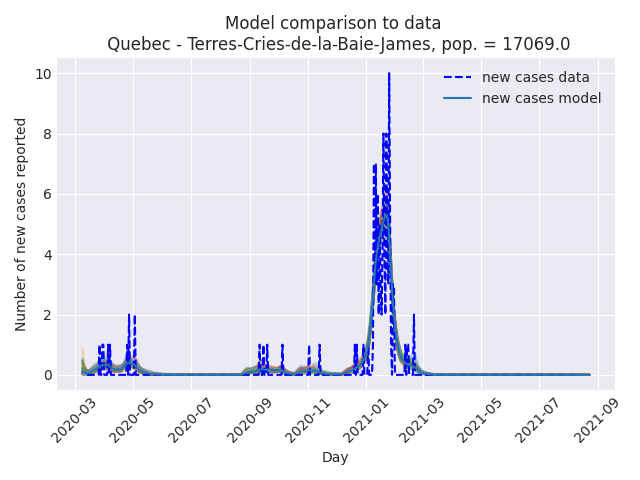 Model comparison to data
Quebec - Terres-Cries-de-la-Baie-James, pop. = 17069.0
new cases data
new cases model
Number of new cases reported
10
8
6
4
2
0
2020-03
2020-05
2020-07
2020-09
2020-11
2021-01
2021-03
2021-05
2021-07
2021-09
Day